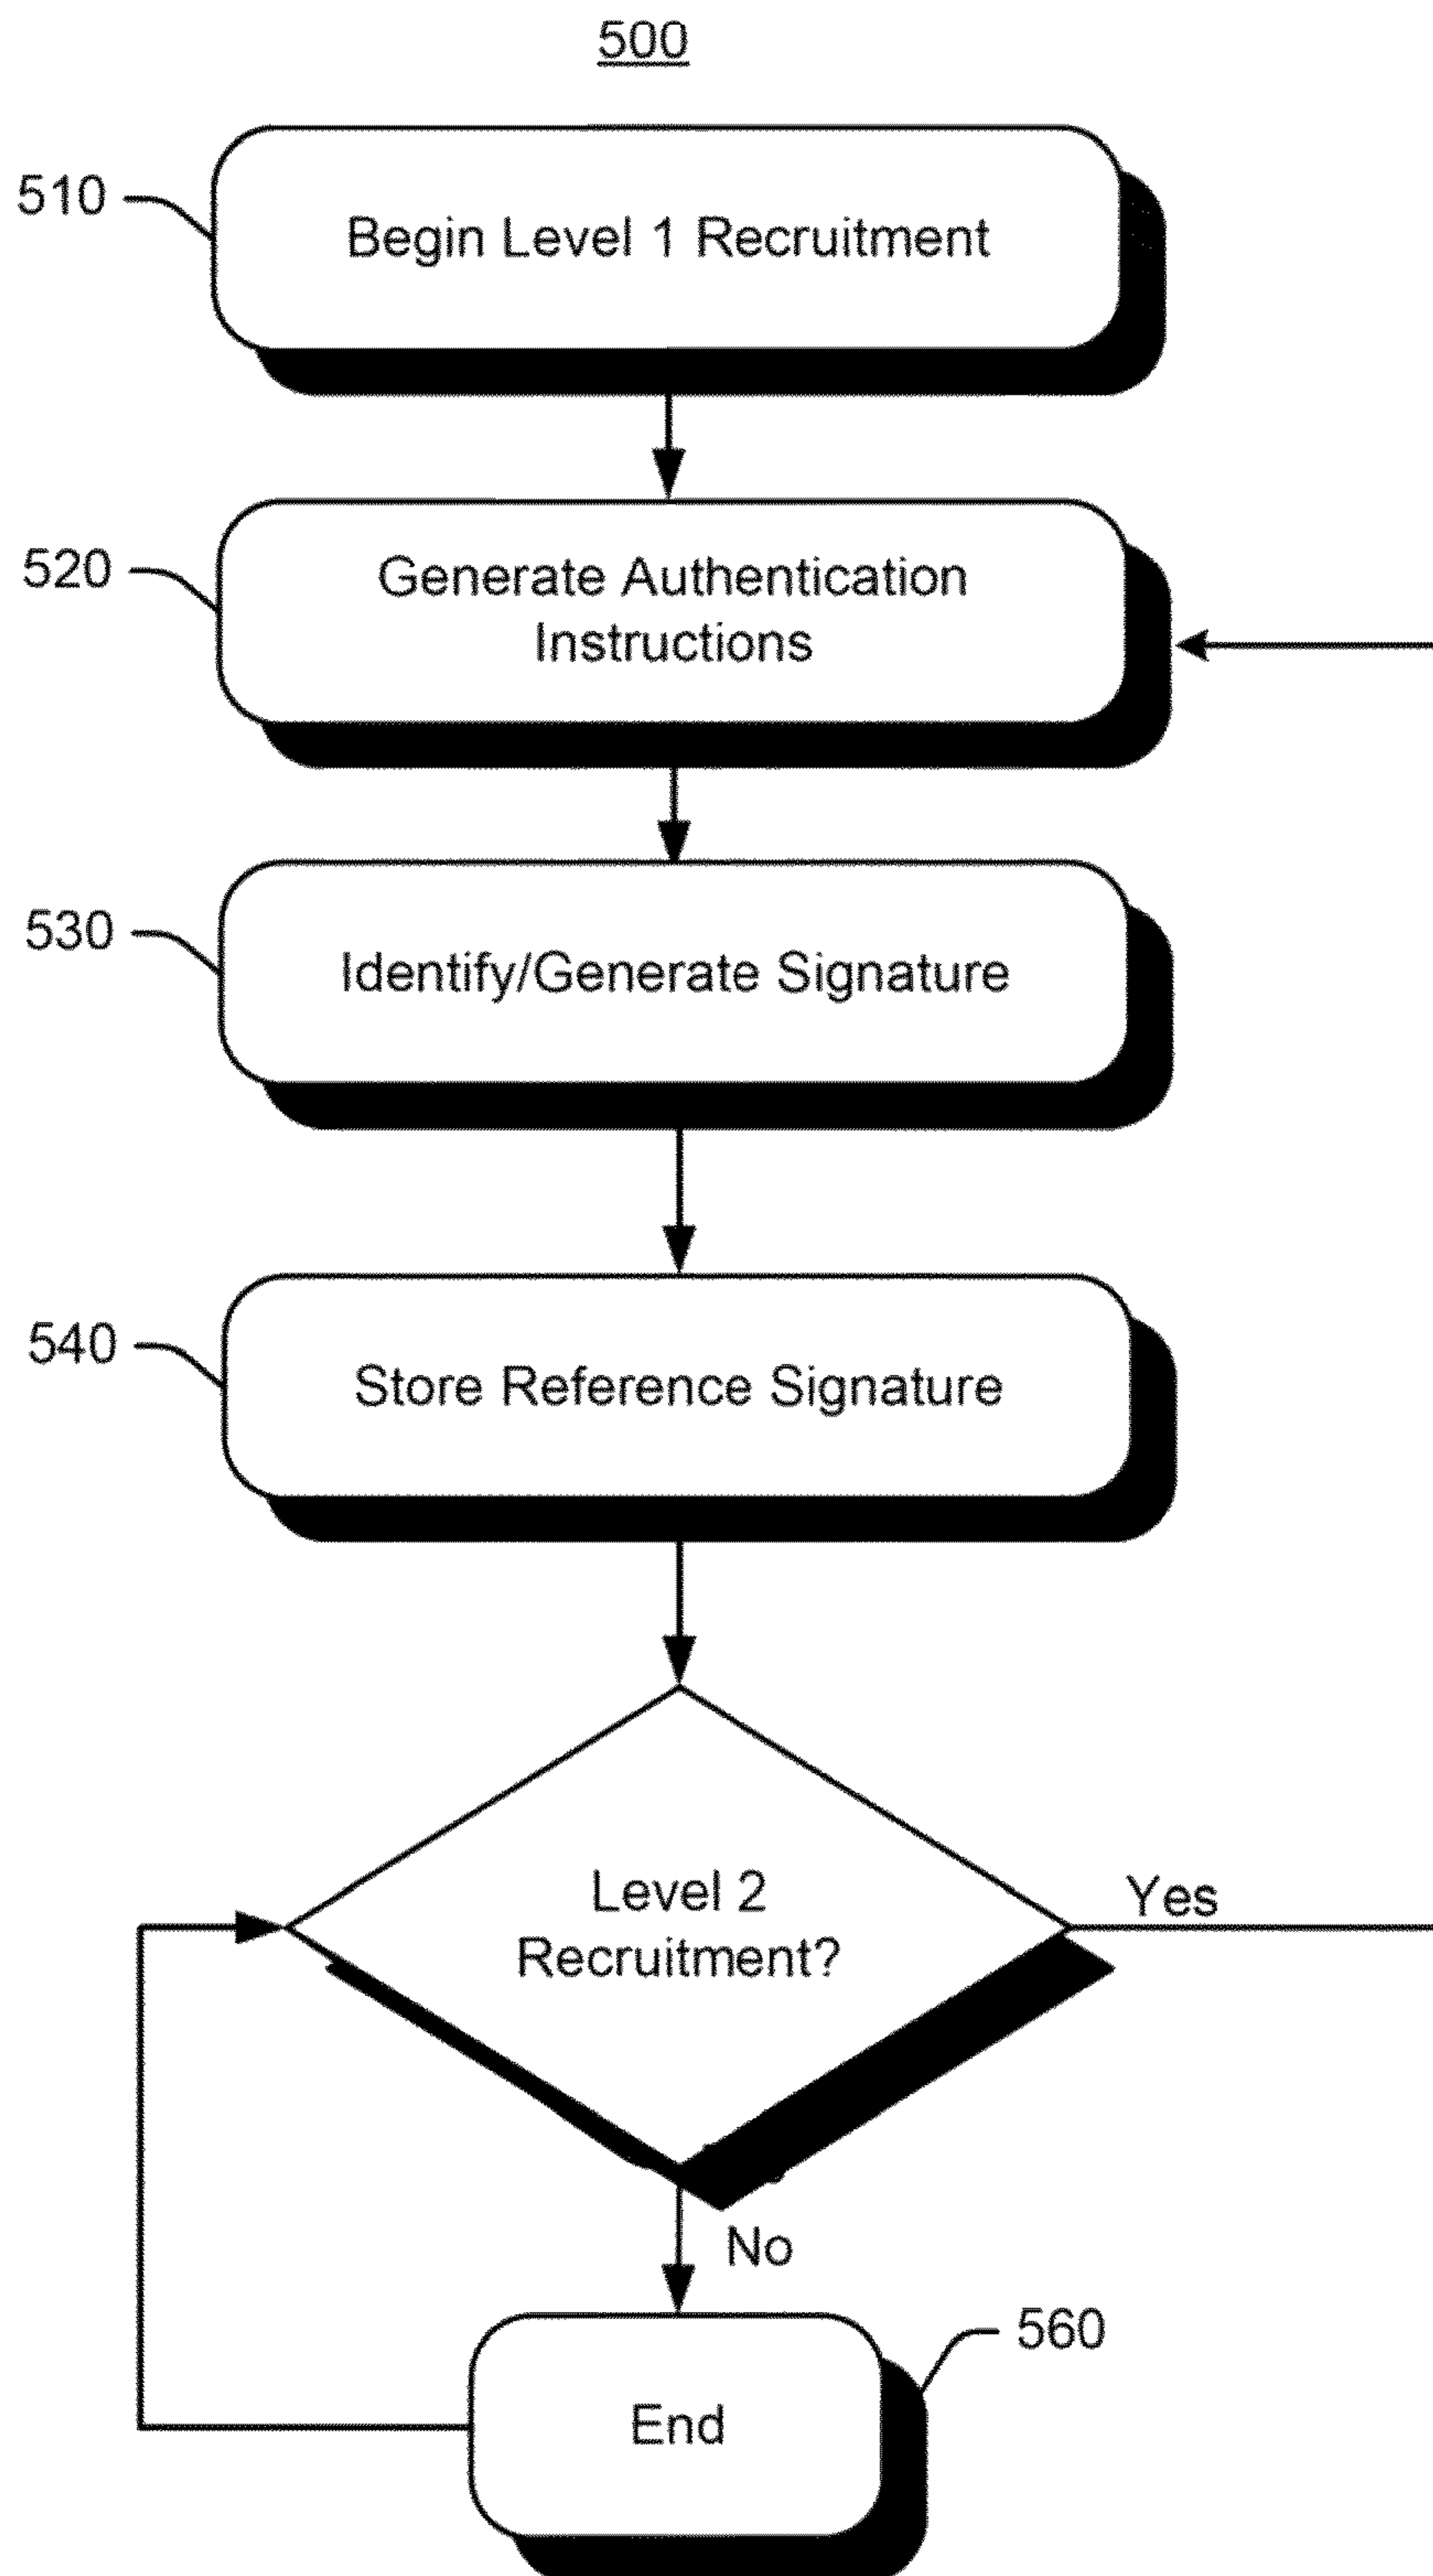 500
510
Begin Level 1 Recruitment
520
Generate Authentication
Instructions
530
Identify/Generate Signature
540
Store Reference Signature
Level 2
Recruitment?
Yes
No
560
End